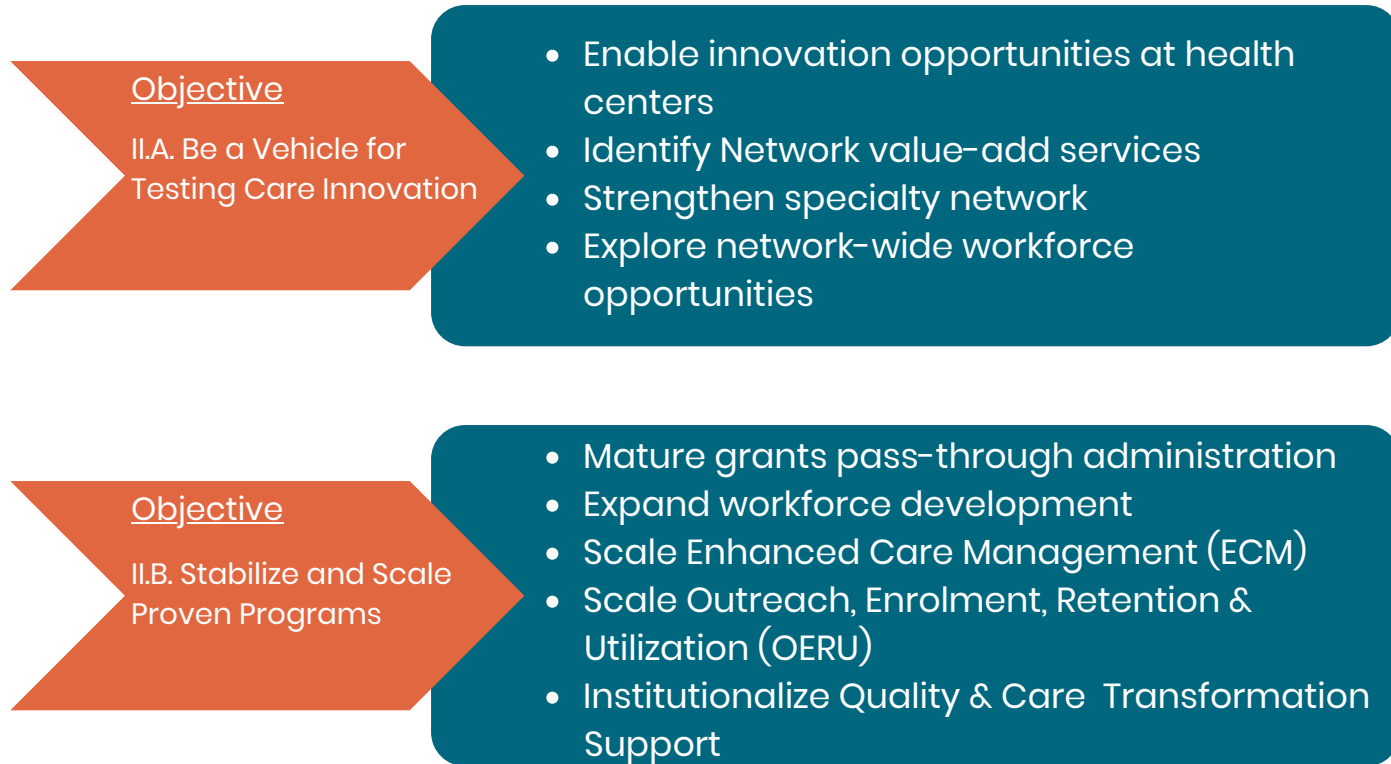 Objective
II.A. Be a Vehicle for
Testing Care Innovation
• Enable innovation opportunities at health
centers
• Identify Network value-add services
• Strengthen specialty network
• Explore network-wide workforce
opportunities
Objective
II.B. Stabilize and Scale
Proven Programs
• Mature grants pass-through administration
• Expand workforce development
• Scale Enhanced Care Management (ECM)
• Scale Outreach, Enrolment, Retention &
Utilization (OERU)
• Institutionalize Quality & Care Transformation
Support